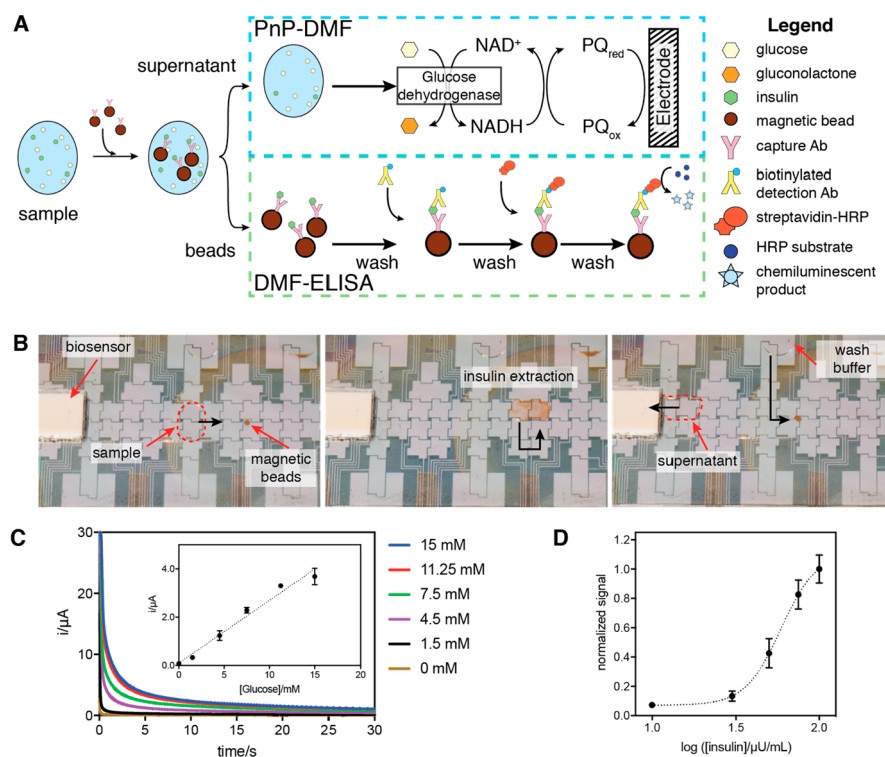 A
PnP-DMF
supernatant
glucose
NAD⁺
PQred
Glucose
dehydrogenase
NADH
PQox
Electrode
sample
beads
wash
wash
wash
DMF-ELISA
Legend
glucose
gluconolactone
insulin
magnetic bead
capture Ab
biotinylated
detection Ab
streptavidin-HRP
HRP substrate
chemiluminescent
product
B
biosensor
sample
magnetic
beads
insulin extraction
wash
buffer
supernatant
C
i/µA
30
20
10
0
0
5
10
15
20
25
30
time/s
i/µA
4.0
2.0
0.0
0
5
10
15
20
[Glucose]/mM
15 mM
11.25 mM
7.5 mM
4.5 mM
1.5 mM
0 mM
D
normalized signal
1.2
1.0
0.8
0.6
0.4
0.2
0.0
1.0
1.5
2.0
log ([insulin]/µU/mL)